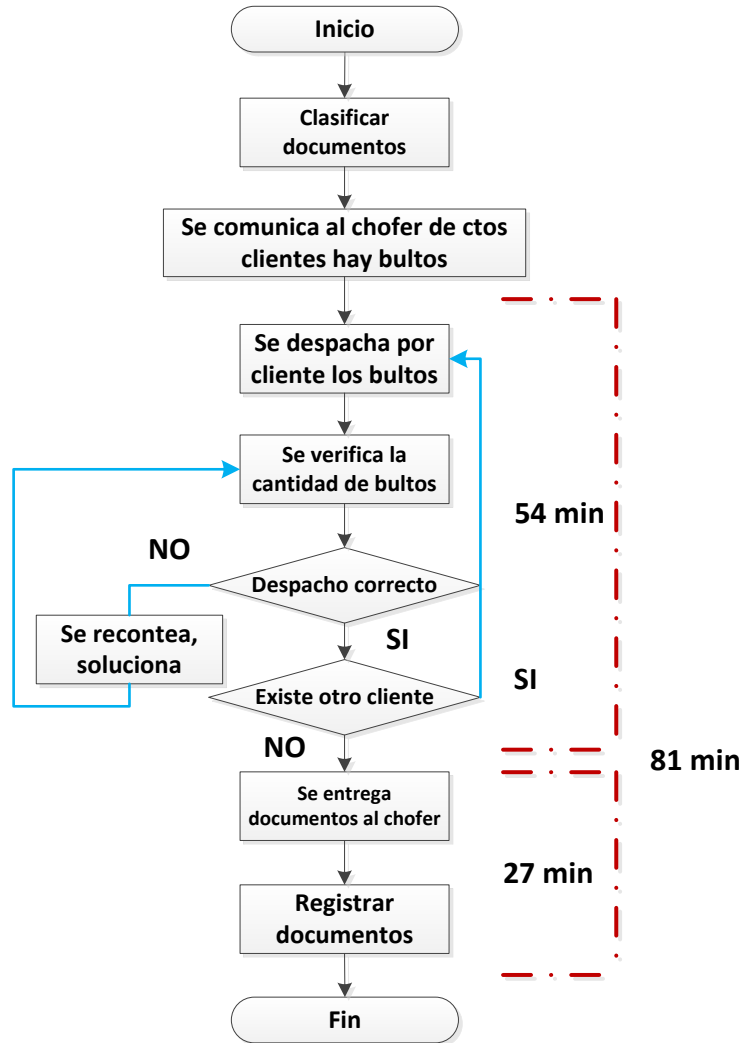 Inicio
Clasificar
documentos
Se comunica al chofer de ctos
clientes hay bultos
Se despacha por
cliente los bultos
Se verifica la
cantidad de bultos
54 min
NO
Despacho correcto
Se recontea,
soluciona
SI
Existe otro cliente
SI
NO
81 min
Se entrega
documentos al chofer
27 min
Registrar
documentos
Fin